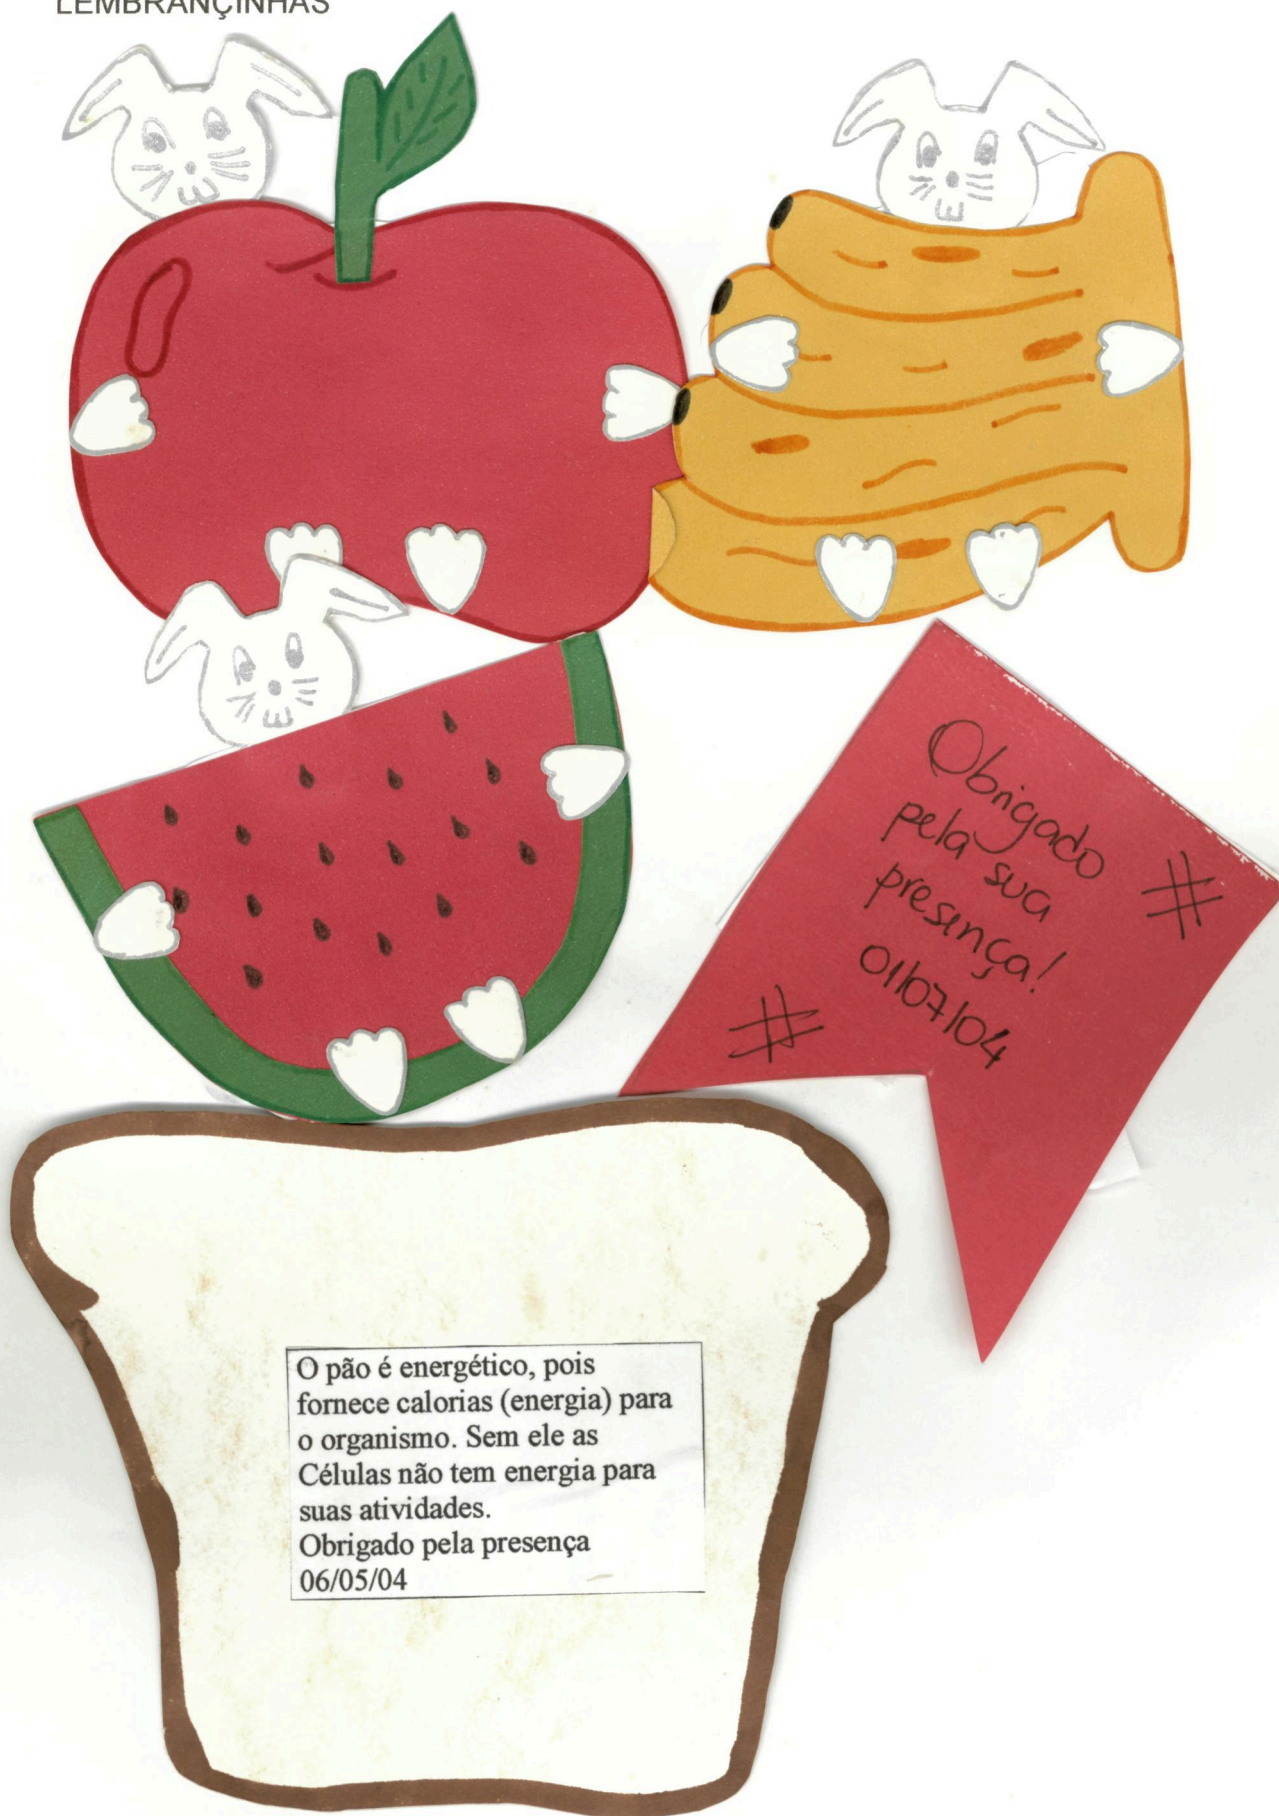 LEMBRANÇINHAS
Obrigado
pela sua
presença!
01/07/04
O pão é energético, pois
fornece calorias (energia) para
o organismo. Sem ele as
Células não tem energia para
suas atividades.
Obrigado pela presença
06/05/04